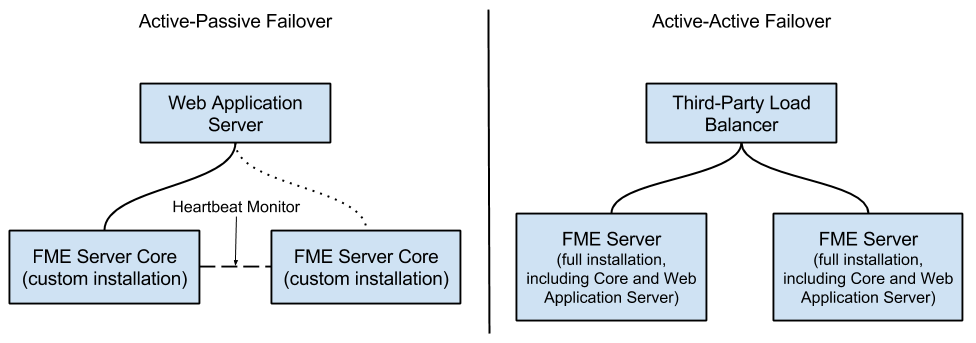 Active-Passive Failover
Web Application
Server
Heartbeat Monitor
FME Server Core
(custom installation)
FME Server Core
(custom installation)
Active-Active Failover
Third-Party Load
Balancer
FME Server
(full installation,
including Core and Web
Application Server)
FME Server
(full installation,
including Core and Web
Application Server)